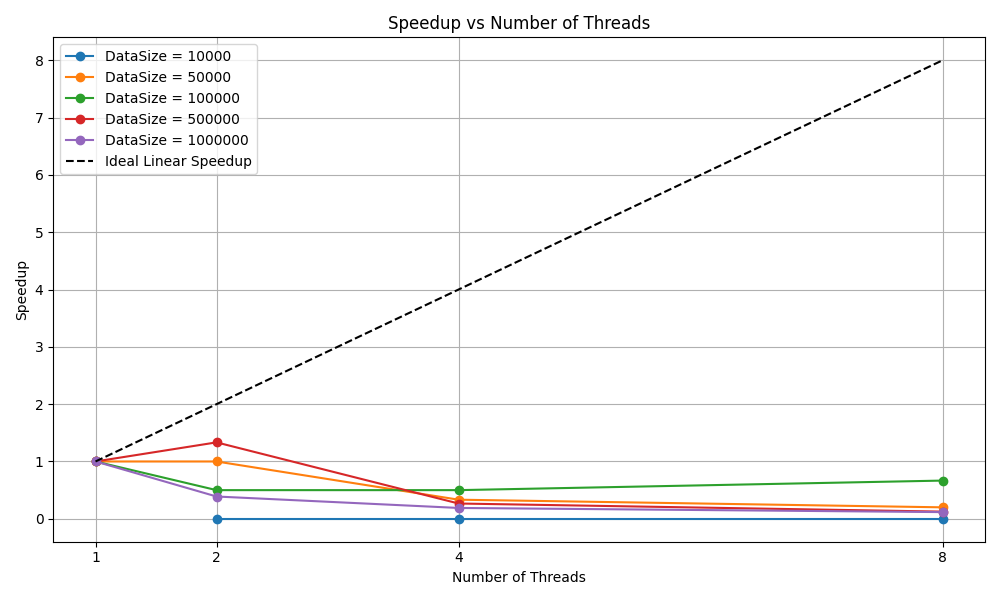 Speedup vs Number of Threads
DataSize = 10000
DataSize = 50000
DataSize = 100000
DataSize = 500000
DataSize = 1000000
Ideal Linear Speedup
8
7
6
5
4
3
2
1
0
Speedup
1 2 4 8
Number of Threads